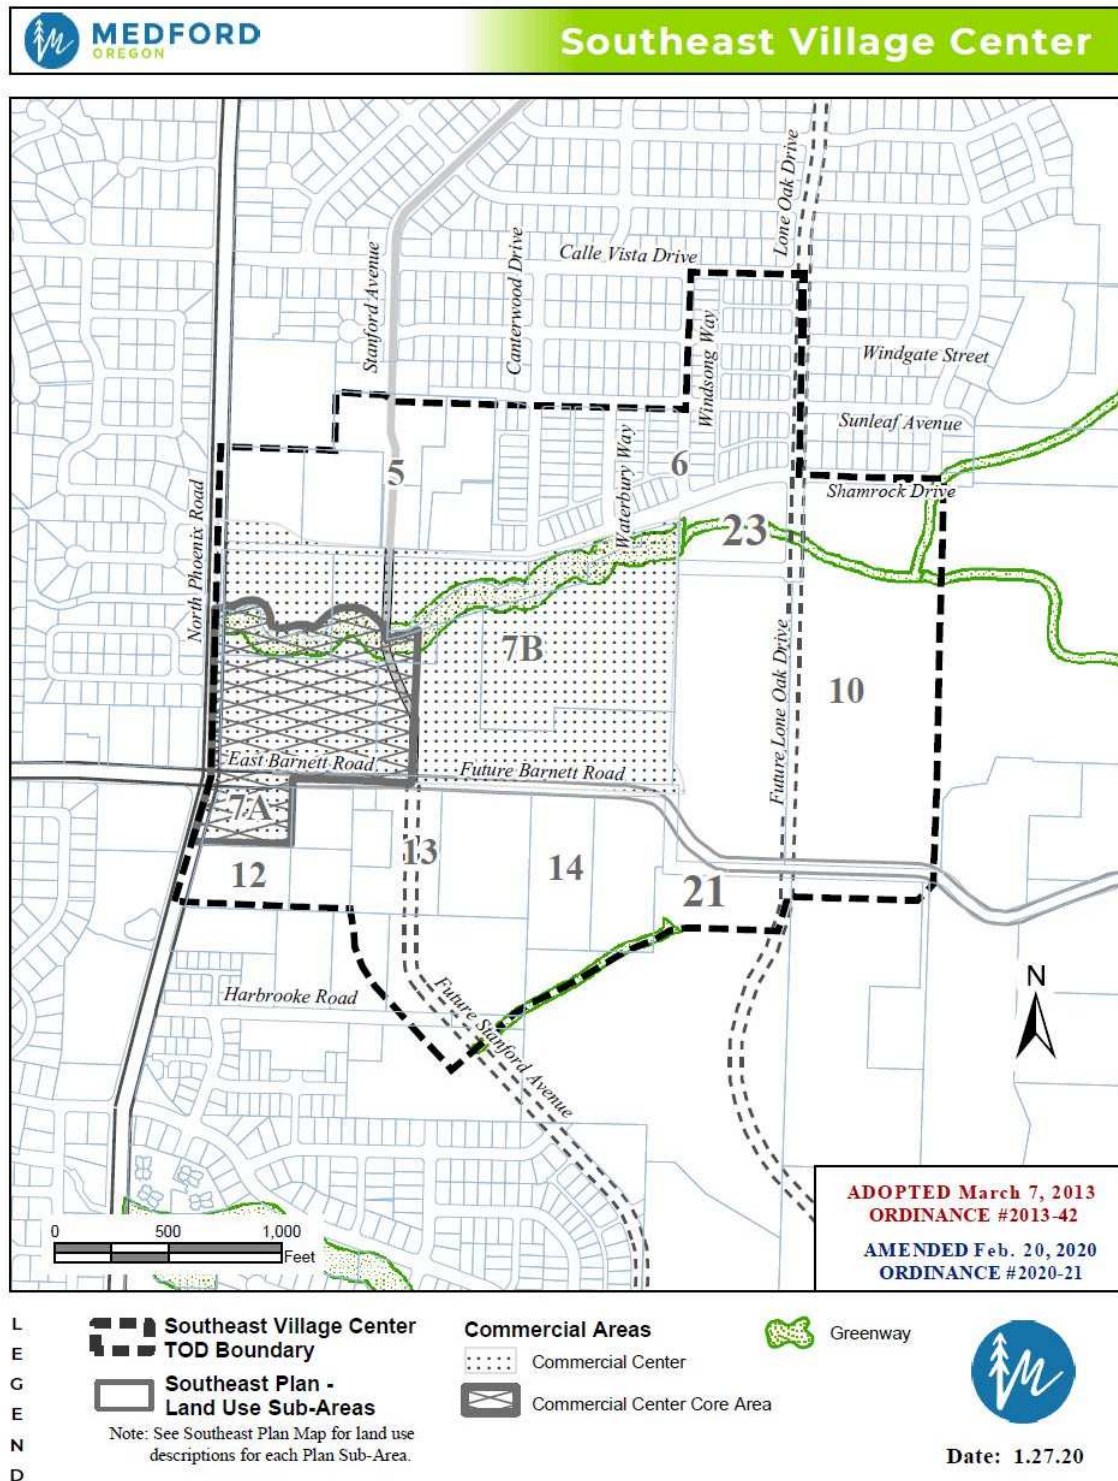 MEDFORD
OREGON
Southeast Village Center
Lone Oak Drive
Calle Vista Drive
Stanford Avenue
Canterwood Drive
Windsong Way
Windgate Street
Sunleaf Avenue
Waterbury Way
5
6
Shamrock Drive
North Phoenix Road
23
7B
10
Future Lone Oak Drive
East Barnett Road
Future Barnett Road
7A
13
12
14
21
Harbrooke Road
Future Stanford Avenue
N
0 500 1,000
Feet
ADOPTED March 7, 2013
ORDINANCE #2013-42
AMENDED Feb. 20, 2020
ORDINANCE #2020-21
LEGEND
Southeast Village Center
TOD Boundary
Southeast Plan -
Land Use Sub-Areas
Note: See Southeast Plan Map for land use
descriptions for each Plan Sub-Area.
Commercial Areas
Commercial Center
Commercial Center Core Area
Greenway
Date: 1.27.20